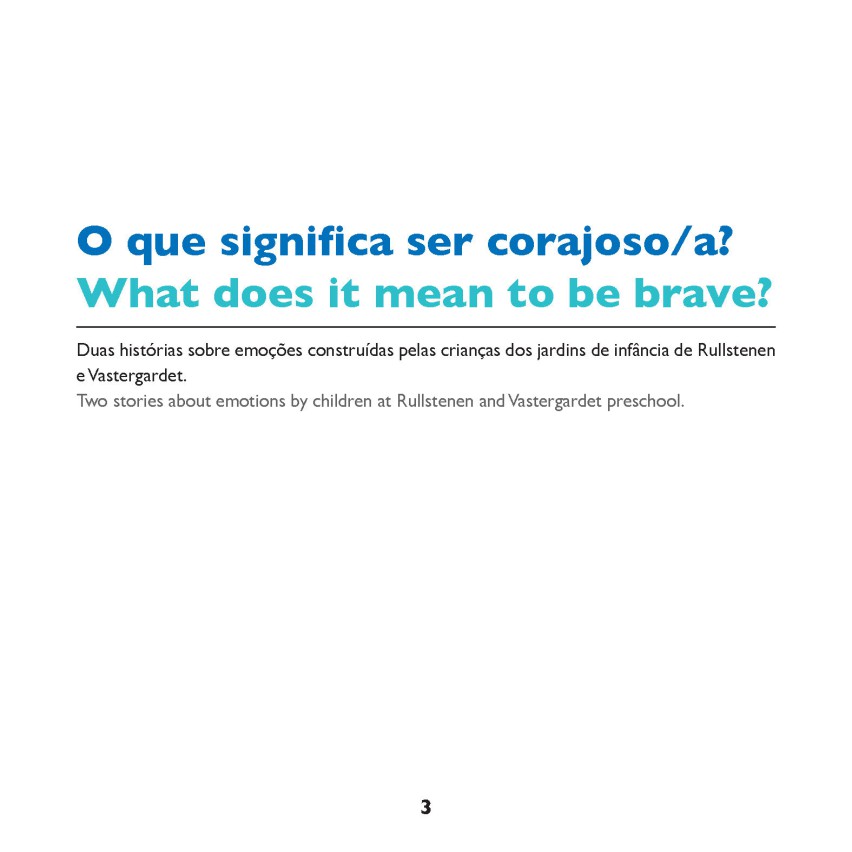 O que significa ser corajoso/a?
What does it mean to be brave?
Duas histórias sobre emoções construídas pelas crianças dos jardins de infância de Rullstenen
e Vastergardet.
Two stories about emotions by children at Rullstenen and Vastergardet preschool.
3